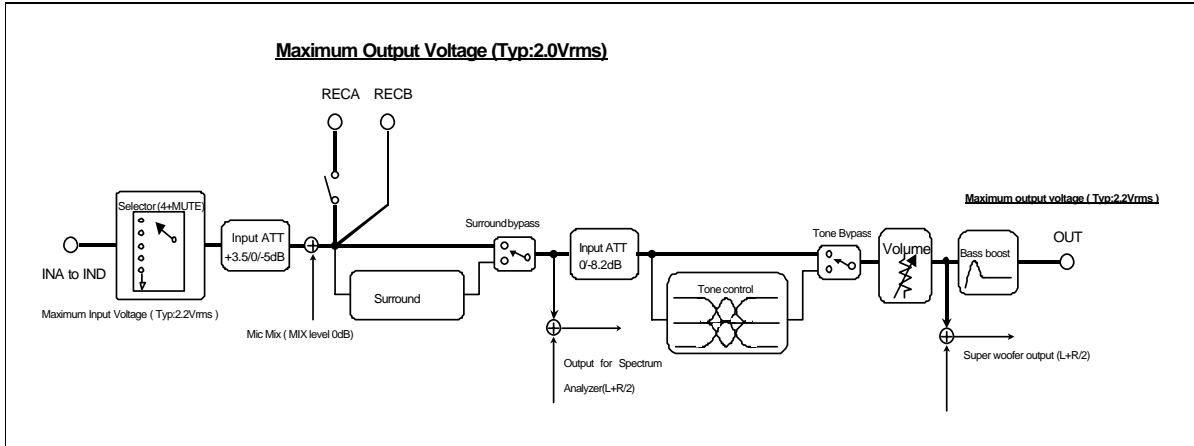 Maximum Output Voltage (Typ:2.0Vrms)
RECA RECB
Selector (4+MUTE)
Input ATT
+3.5/0/-5dB
INA to IND
Maximum Input Voltage ( Typ:2.2Vrms )
Mic Mix ( MIX level 0dB)
Surround
Surround bypass
Output for Spectrum
Analyzer(L+R/2)
Input ATT
0/-8.2dB
Tone control
Tone Bypass
Volume
Maximum output voltage ( Typ:2.2Vrms )
Bass boost
OUT
Super woofer output (L+R/2)